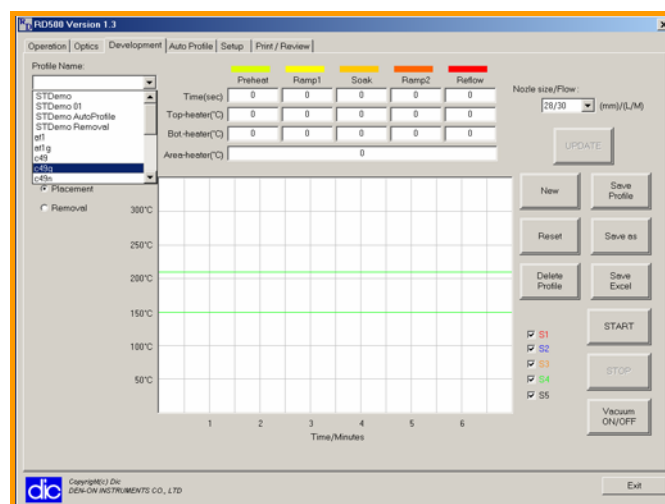 RD500 Version 1.3
Operation Optics Development Auto Profile Setup Print / Review
Profile Name:
STDemo
STDemo 01
STDemo AutoProfile
STDemo Removal
at1
at1g
c49
c49g
c49n
Placement
Removal
Preheat Ramp1 Soak Ramp2 Reflow
Time(sec) 0 0 0 0 0
Top-heater(°C) 0 0 0 0 0
Bot-heater(°C) 0 0 0 0 0
Area-heater(°C) 0
Nozle size/Flow:
28/30 (mm)/(L/M)
UPDATE
New Save Profile
Reset Save as
Delete Profile Save Excel
START
STOP
Vacuum ON/OFF
S1
S2
S3
S4
S5
300°C
250°C
200°C
150°C
100°C
50°C
1 2 3 4 5 6
Time/Minutes
dic
Copyright(c) Dic
DEN-ON INSTRUMENTS CO., LTD
Exit